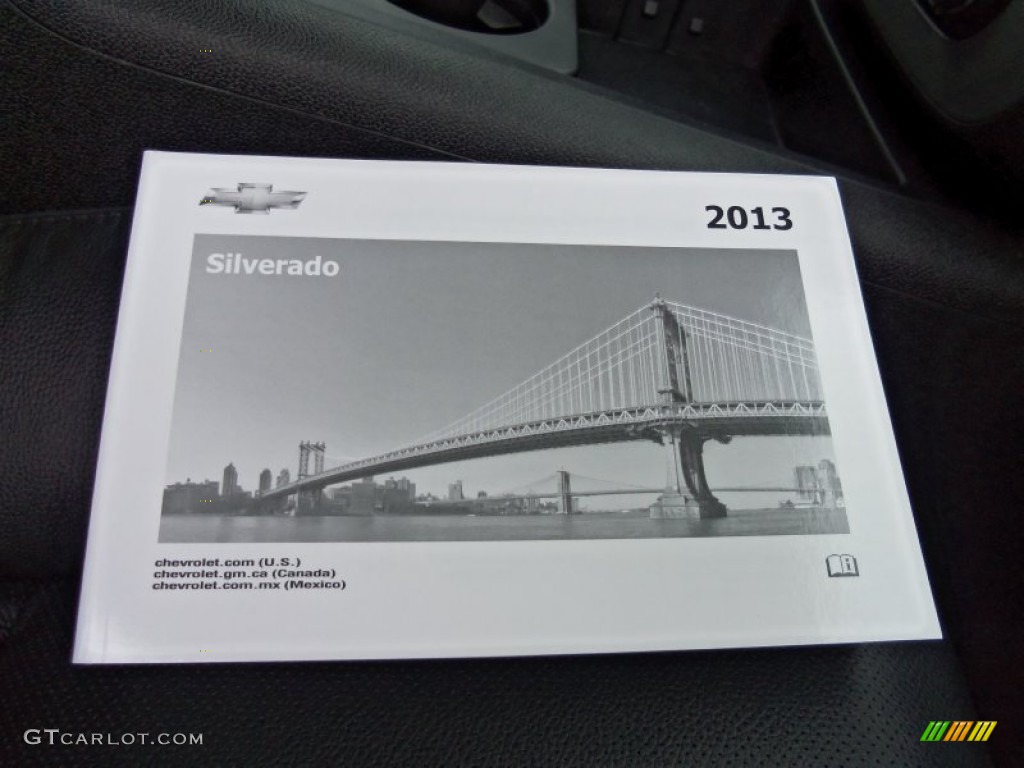 2013
Silverado
chevrolet.com (U.S.)
chevrolet.gm.ca (Canada)
chevrolet.com.mx (Mexico)
i
GTCARLOT.COM